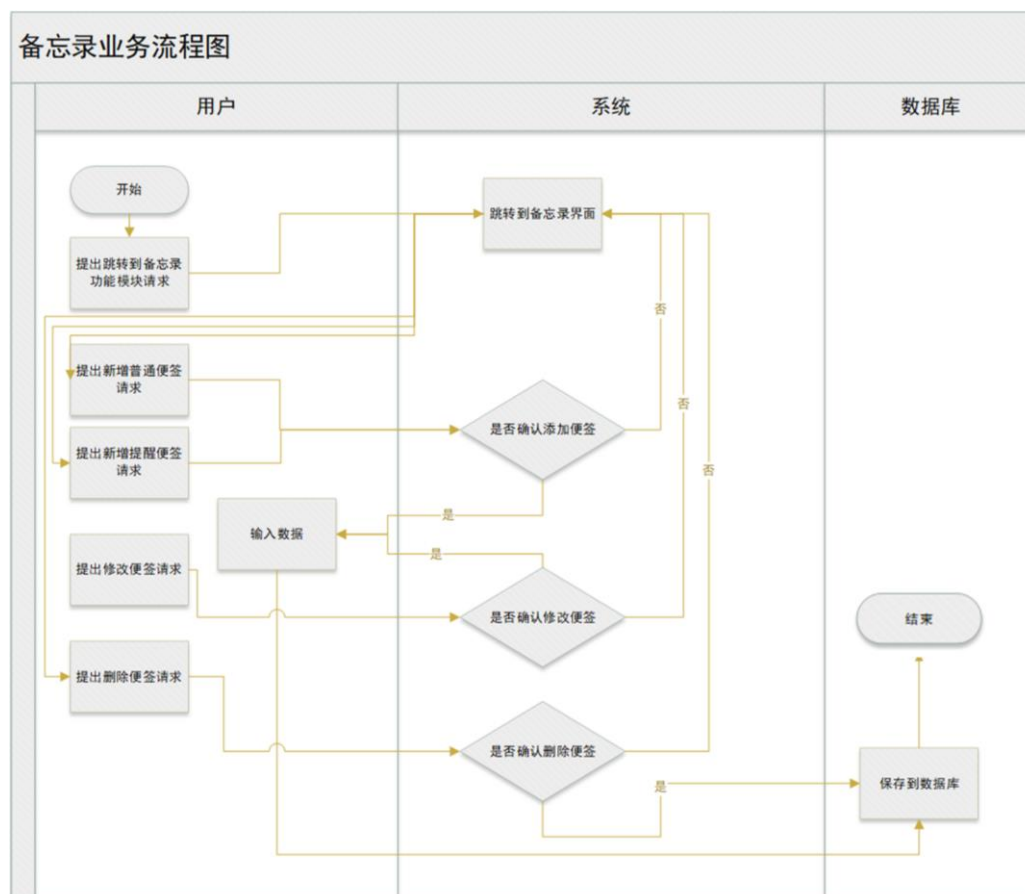 备忘录业务流程图
用户
系统
数据库
开始
跳转到备忘录界面
提出跳转到备忘录
功能模块请求
否
提出新增普通便签
请求
否
是否确认添加便签
提出新增提醒便签
请求
否
是
输入数据
是
提出修改便签请求
是否确认修改便签
结束
提出删除便签请求
是否确认删除便签
是
保存到数据库